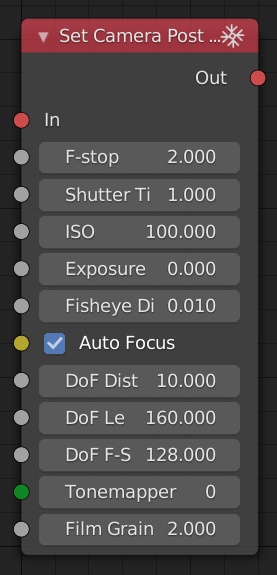 Set Camera Post ...
Out
In
F-stop 2.000
Shutter Ti 1.000
ISO 100.000
Exposure 0.000
Fisheye Di 0.010
Auto Focus
DoF Dist 10.000
DoF Le 160.000
DoF F-S 128.000
Tonemapper 0
Film Grain 2.000